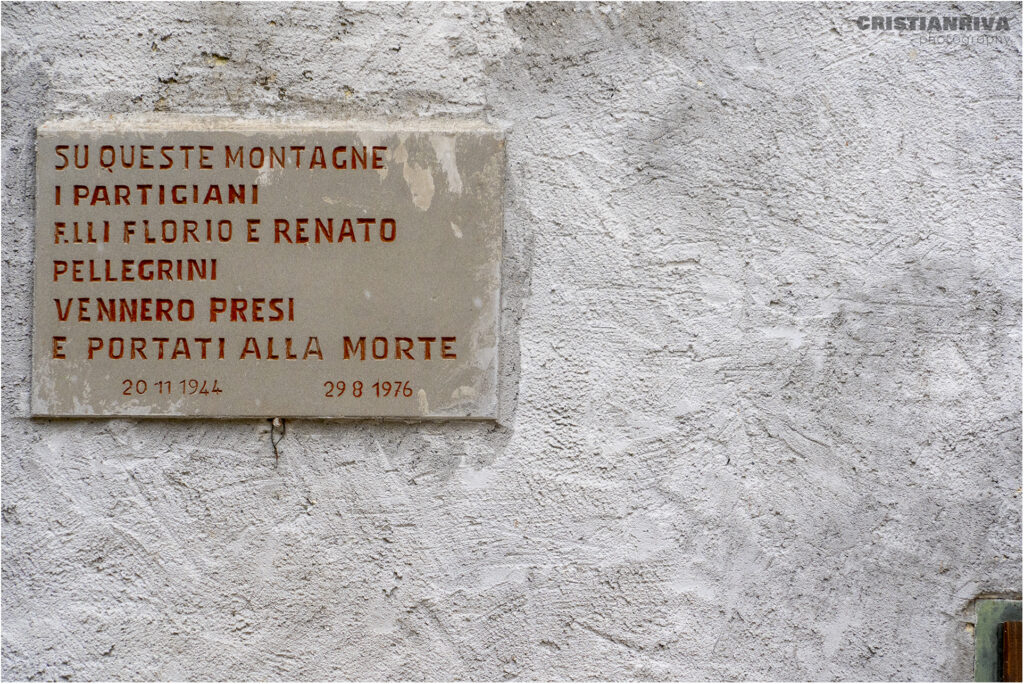 CRISTIANRIVA
photography
SU QUESTE MONTAGNE
I PARTIGIANI
F.LLI FLORIO E RENATO
PELLEGRINI
VENNERO PRESI
E PORTATI ALLA MORTE
20 11 1944 29 8 1976